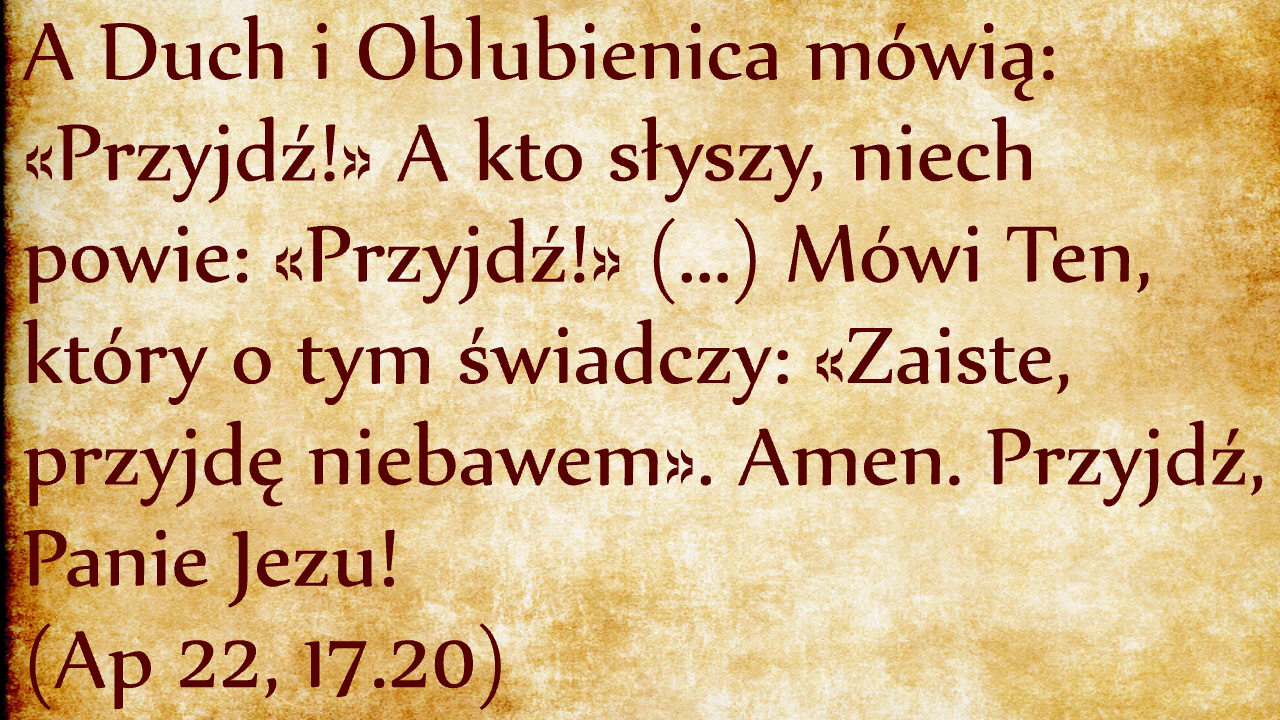 A Duch i Oblubienica mówią:
«Przyjdź!» A kto słyszy, niech
powie: «Przyjdź!» (...) Mówi Ten,
który o tym świadczy: «Zaiste,
przyjdę niebawem». Amen. Przyjdź,
Panie Jezu!
(Ap 22, 17.20)